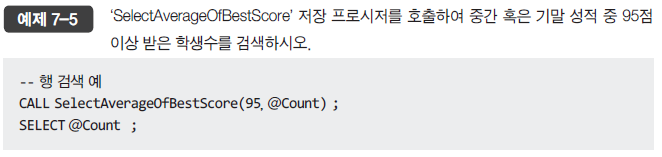 예제 7-5 'SelectAverageOfBestScore' 저장 프로시저를 호출하여 중간 혹은 기말 성적 중 95점
이상 받은 학생수를 검색하시오.
-- 행 검색 예
CALL SelectAverageOfBestScore(95, @Count) ;
SELECT @Count ;